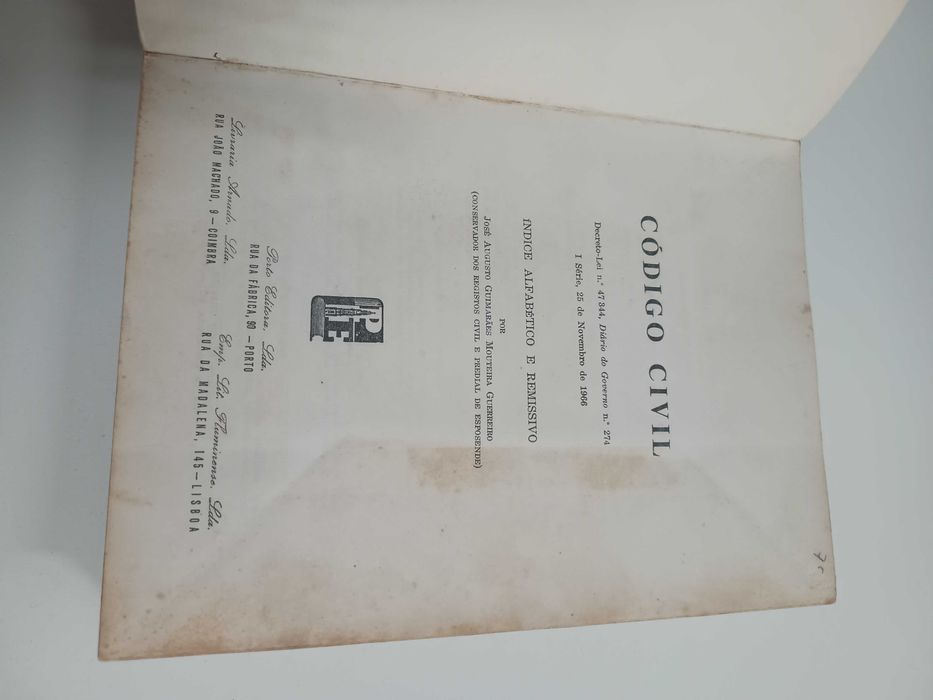 CÓDIGO CIVIL
Decreto-Lei n.º 47 344, Diário do Governo n.º 274
I Série, 25 de Novembro de 1966
ÍNDICE ALFABÉTICO E REMISSIVO
POR
JOSÉ AUGUSTO GUIMARÃES MOUTEIRA GUERREIRO
(CONSERVADOR DOS REGISTOS CIVIL E PREDIAL DE ESPOSENDE)
PE
Porto Editora, Lda.
RUA DA FÁBRICA, 90 — PORTO
Livraria Arnado, Lda.
RUA JOÃO MACHADO, 9 — COIMBRA
Emp. Lit. Fluminense, Lda.
RUA DA MADALENA, 145 — LISBOA